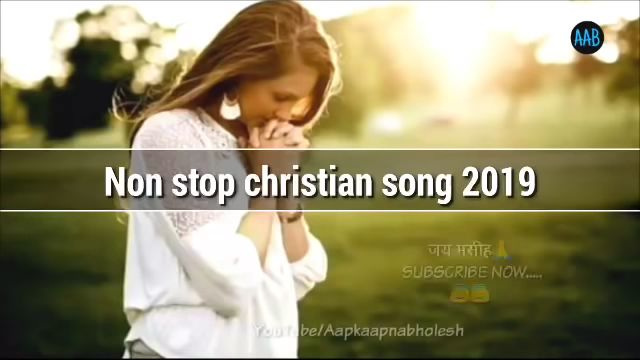 AAB
Non stop christian song 2019
जय मसीह🙏
SUBSCRIBE NOW.....
YouTube/Aapkaapnabholesh